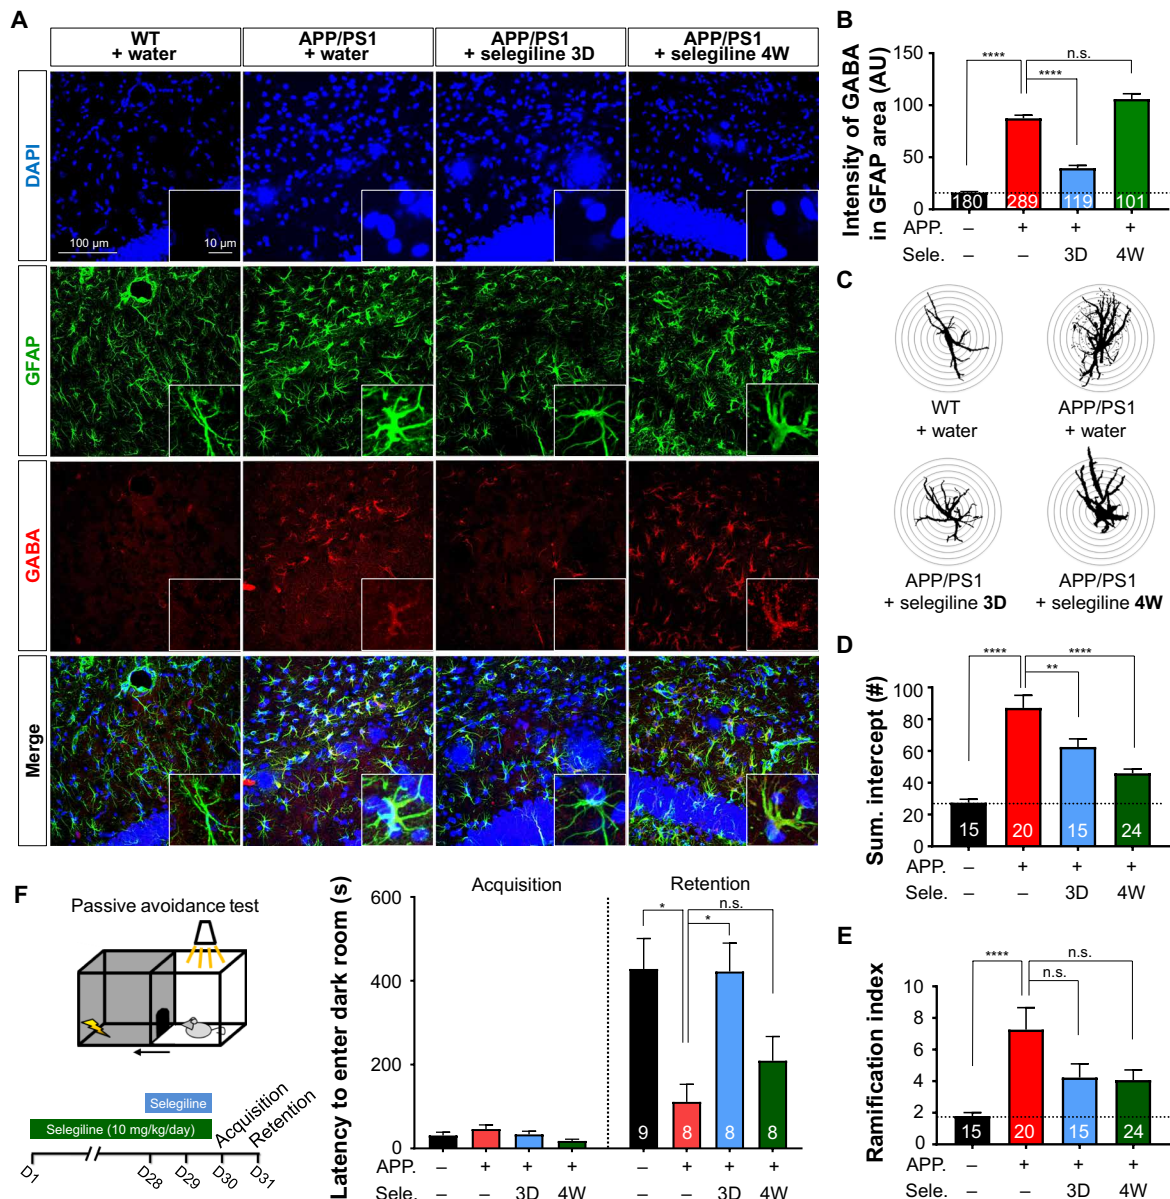 A
WT
+ water
APP/PS1
+ water
APP/PS1
+ selegiline 3D
APP/PS1
+ selegiline 4W
DAPI
100 µm
10 µm
GFAP
GABA
Merge
B
Intensity of GABA
in GFAP area (AU)
150
100
50
0
****
****
n.s.
180
289
119
101
APP.
–
+
+
+
Sele.
–
–
3D
4W
C
WT
+ water
APP/PS1
+ water
APP/PS1
+ selegiline 3D
APP/PS1
+ selegiline 4W
D
Sum. intercept (#)
100
80
60
40
20
0
****
**
****
15
20
15
24
APP.
–
+
+
+
Sele.
–
–
3D
4W
E
Ramification index
10
8
6
4
2
0
****
n.s.
n.s.
15
20
15
24
APP.
–
+
+
+
Sele.
–
–
3D
4W
F
Passive avoidance test
Selegiline
Selegiline (10 mg/kg/day)
Acquisition
Retention
D1
D28
D29
D30
D31
Latency to enter dark room (s)
600
400
200
0
Acquisition
Retention
*
*
n.s.
9
8
8
8
APP.
–
+
+
+
–
–
+
+
+
Sele.
–
–
3D
4W
–
–
3D
4W